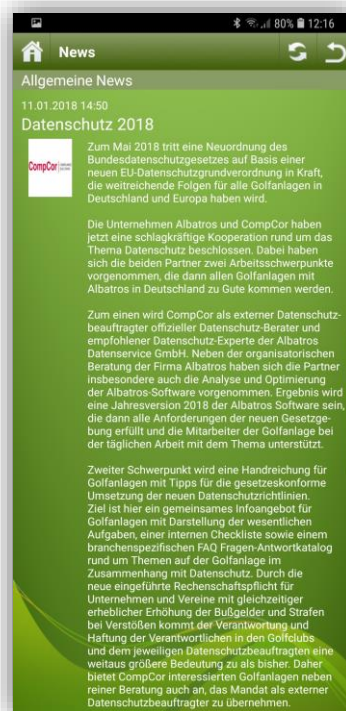 80% 12:16
News
Allgemeine News
11.01.2018 14:50
Datenschutz 2018
CompCor
Zum Mai 2018 tritt eine Neuordnung des
Bundesdatenschutzgesetzes auf Basis einer
neuen EU-Datenschutzgrundverordnung in Kraft,
die weitreichende Folgen für alle Golfanlagen in
Deutschland und Europa haben wird.
Die Unternehmen Albatros und CompCor haben
jetzt eine schlagkräftige Kooperation rund um das
Thema Datenschutz beschlossen. Dabei haben
sich die beiden Partner zwei Arbeitsschwerpunkte
vorgenommen, die dann allen Golfanlagen mit
Albatros in Deutschland zu Gute kommen werden.
Zum einen wird CompCor als externer Datenschutz-
beauftragter offizieller Datenschutz-Berater und
empfohlener Datenschutz-Experte der Albatros
Datenservice GmbH. Neben der organisatorischen
Beratung der Firma Albatros haben sich die Partner
insbesondere auch die Analyse und Optimierung
der Albatros-Software vorgenommen. Ergebnis wird
eine Jahresversion 2018 der Albatros Software sein,
die dann alle Anforderungen der neuen Gesetzge-
bung erfüllt und die Mitarbeiter der Golfanlage bei
der täglichen Arbeit mit dem Thema unterstützt.
Zweiter Schwerpunkt wird eine Handreichung für
Golfanlagen mit Tipps für die gesetzeskonforme
Umsetzung der neuen Datenschutzrichtlinien.
Ziel ist hier ein gemeinsames Infoangebot für
Golfanlagen mit Darstellung der wesentlichen
Aufgaben, einer internen Checkliste sowie einem
branchenspezifischen FAQ Fragen-Antwortkatalog
rund um Themen auf der Golfanlage im
Zusammenhang mit Datenschutz. Durch die
neue eingeführte Rechenschaftspflicht für
Unternehmen und Vereine mit gleichzeitiger
erheblicher Erhöhung der Bußgelder und Strafen
bei Verstößen kommt der Verantwortung und
Haftung der Verantwortlichen in den Golfclubs
und dem jeweiligen Datenschutzbeauftragten eine
weitaus größere Bedeutung zu als bisher. Daher
bietet CompCor interessierten Golfanlagen neben
reiner Beratung auch an, das Mandat als externer
Datenschutzbeauftragter zu übernehmen.